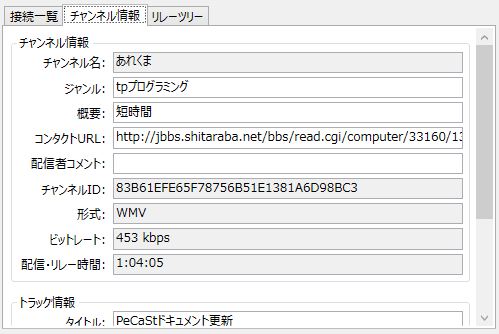 接続一覧 チャンネル情報 リレーツリー
チャンネル情報
チャンネル名: あれくま
ジャンル: tpプログラミング
概要: 短時間
コンタクトURL: http://jbbs.shitaraba.net/bbs/read.cgi/computer/33160/13
配信者コメント:
チャンネルID: 83B61EFE65F78756B51E1381A6D98BC3
形式: WMV
ビットレート: 453 kbps
配信・リレー時間: 1:04:05
トラック情報
タイトル: PeCaStドキュメント更新